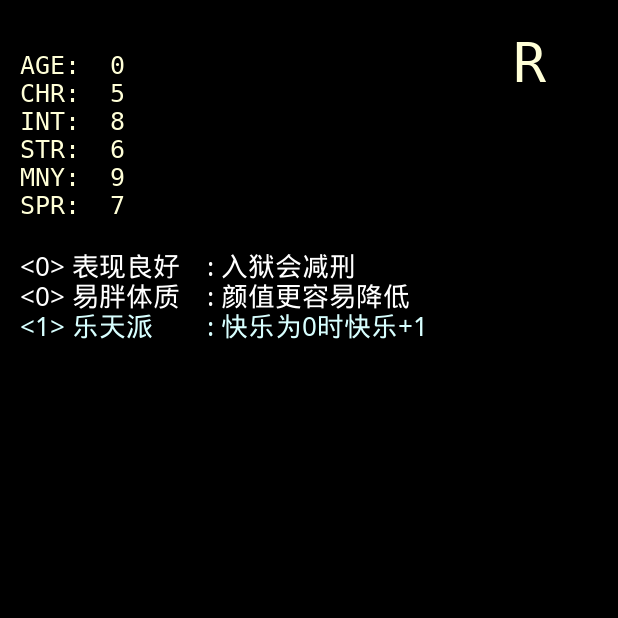 R
AGE: 0
CHR: 5
INT: 8
STR: 6
MNY: 9
SPR: 7
<0> 表现良好 : 入狱会减刑
<0> 易胖体质 : 颜值更容易降低
<1> 乐天派 : 快乐为0时快乐+1